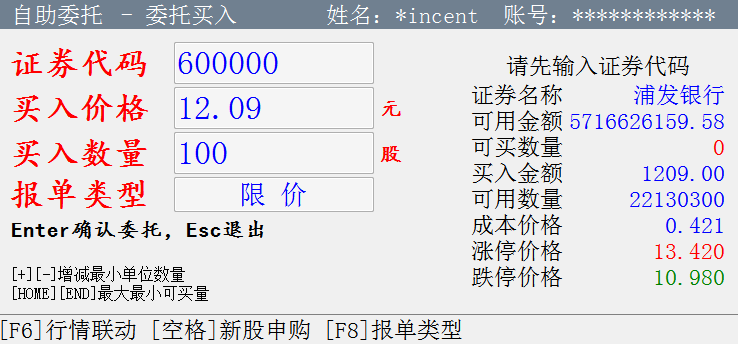 自助委托 - 委托买入 姓名: *incent 账号: ************
证券代码 600000
买入价格 12.09 元
买入数量 100 股
报单类型 限 价
Enter确认委托, Esc退出
[+][-]增减最小单位数量
[HOME][END]最大最小可买量
请先输入证券代码
证券名称 浦发银行
可用金额 5716626159.58
可买数量 0
买入金额 1209.00
可用数量 22130300
成本价格 0.421
涨停价格 13.420
跌停价格 10.980
[F6]行情联动 [空格]新股申购 [F8]报单类型